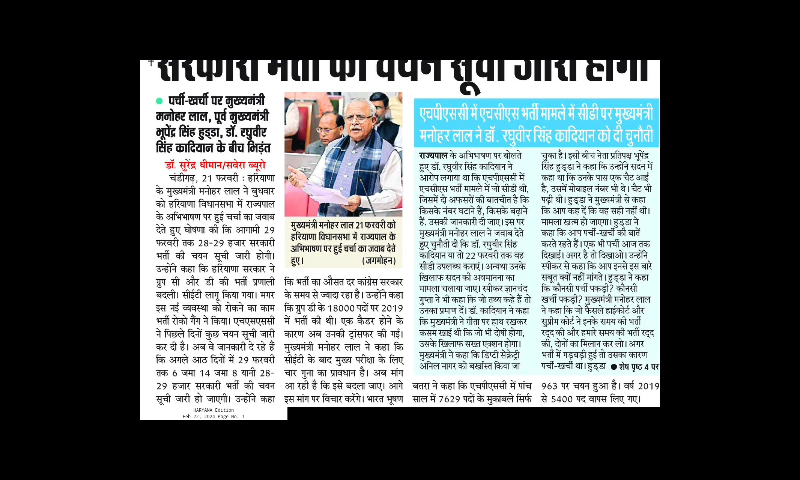 सरकारी भर्ती की चयन सूची जारी होगी
पर्ची-खर्ची पर मुख्यमंत्री
मनोहर लाल, पूर्व मुख्यमंत्री
भूपेंद्र सिंह हुड्डा, डॉ. रघुवीर
सिंह कादियान के बीच भिड़ंत
डॉ. सुरेंद्र धीमान/सवेरा ब्यूरो
चंडीगढ़, 21 फरवरी : हरियाणा
के मुख्यमंत्री मनोहर लाल ने बुधवार
को हरियाणा विधानसभा में राज्यपाल
के अभिभाषण पर हुई चर्चा का जवाब
देते हुए घोषणा की कि आगामी 29
फरवरी तक 28-29 हजार सरकारी
भर्ती की चयन सूची जारी होगी।
उन्होंने कहा कि हरियाणा सरकार ने
ग्रुप सी और डी की भर्ती प्रणाली
बदली। सीईटी लागू किया गया। मगर
इस नई व्यवस्था को रोकने का काम
भर्ती रोको गैंग ने किया। एचएसएससी
ने पिछले दिनों कुछ चयन सूची जारी
कर दी है। अब वे जानकारी दे रहे हैं
कि अगले आठ दिनों में 29 फरवरी
तक 6 जमा 14 जमा 8 यानी 28-
29 हजार सरकारी भर्ती की चयन
सूची जारी हो जाएगी। उन्होंने कहा
मुख्यमंत्री मनोहर लाल 21 फरवरी को
हरियाणा विधानसभा में राज्यपाल के
अभिभाषण पर हुई चर्चा का जवाब देते
हुए। (जगमोहन)
कि भर्ती का औसत दर कांग्रेस सरकार
के समय से ज्यादा रहा है। उन्होंने कहा
कि ग्रुप डी के 18000 पदों पर 2019
में भर्ती की थी। एक कैडर होने के
कारण अब उनकी ट्रांसफर की गई।
मुख्यमंत्री मनोहर लाल ने कहा कि
सीईटी के बाद मुख्य परीक्षा के लिए
चार गुना का प्रावधान है। अब मांग
आ रही है कि इसे बदला जाए। आगे
इस मांग पर विचार करेंगे। भारत भूषण
एचपीएससी में एचसीएस भर्ती मामले में सीडी पर मुख्यमंत्री
मनोहर लाल ने डॉ. रघुवीर सिंह कादियान को दी चुनौती
राज्यपाल के अभिभाषण पर बोलते
हुए डॉ. रघुवीर सिंह कादियान ने
आरोप लगाया था कि एचपीएससी में
एचसीएस भर्ती मामले में जो सीडी थी,
जिसमें दो अफसरों की बातचीत है कि
किसके नंबर घटाने हैं, किसके बढ़ाने
हैं, उसकी जानकारी दी जाए। इस पर
मुख्यमंत्री मनोहर लाल ने जवाब देते
हुए चुनौती दी कि डॉ. रघुवीर सिंह
कादियान या तो 22 फरवरी तक वह
सीडी उपलब्ध कराएं। अन्यथा उनके
खिलाफ सदन की अवमानना का
मामला चलाया जाए। स्पीकर ज्ञानचंद
गुप्ता ने भी कहा कि जो तथ्य कहे हैं तो
उनका प्रमाण दें। डॉ. कादियान ने कहा
कि मुख्यमंत्री ने गीता पर हाथ रखकर
कसम खाई थी कि जो भी दोषी होगा,
उसके खिलाफ सख्त एक्शन होगा।
मुख्यमंत्री ने कहा कि डिप्टी सेक्रेट्री
अनिल नागर को बर्खास्त किया जा
चुका है। इसी बीच नेता प्रतिपक्ष भूपेंद्र
सिंह हुड्डा ने कहा कि उन्होंने सदन में
कहा था कि उनके पास एक चैट आई
है, उसमें मोबाइल नंबर भी थे। चैट भी
पढ़ी थी। हुड्डा ने मुख्यमंत्री से कहा
कि आप कह दें कि वह सही नहीं थी।
मामला खत्म हो जाएगा। हुड्डा ने
कहा कि आप पर्ची-खर्ची की बातें
करते रहते हैं। एक भी पर्ची आज तक
दिखाई। अगर है तो दिखाओ। उन्होंने
स्पीकर से कहा कि आप इनसे इस बारे
सबूत क्यों नहीं मांगते। हुड्डा ने कहा
कि कौनसी पर्ची पकड़ी? कौनसी
खर्ची पकड़ी? मुख्यमंत्री मनोहर लाल
ने कहा कि जो फैसले हाईकोर्ट और
सुप्रीम कोर्ट ने इनके समय की भर्ती
रद्द की और हमारे समय की भर्ती रद्द
की, दोनों का मिलान कर लो। अगर
भर्ती में गड़बड़ी हुई तो उसका कारण
पर्ची-खर्ची था। हुड्डा ● शेष पृष्ठ 4 पर
बतरा ने कहा कि एचपीएससी में पांच
साल में 7629 पदों के मुकाबले सिर्फ
963 पर चयन हुआ है। वर्ष 2019
से 5400 पद वापस लिए गए।
HARYANA Edition
Feb 22, 2024 Page No. 1